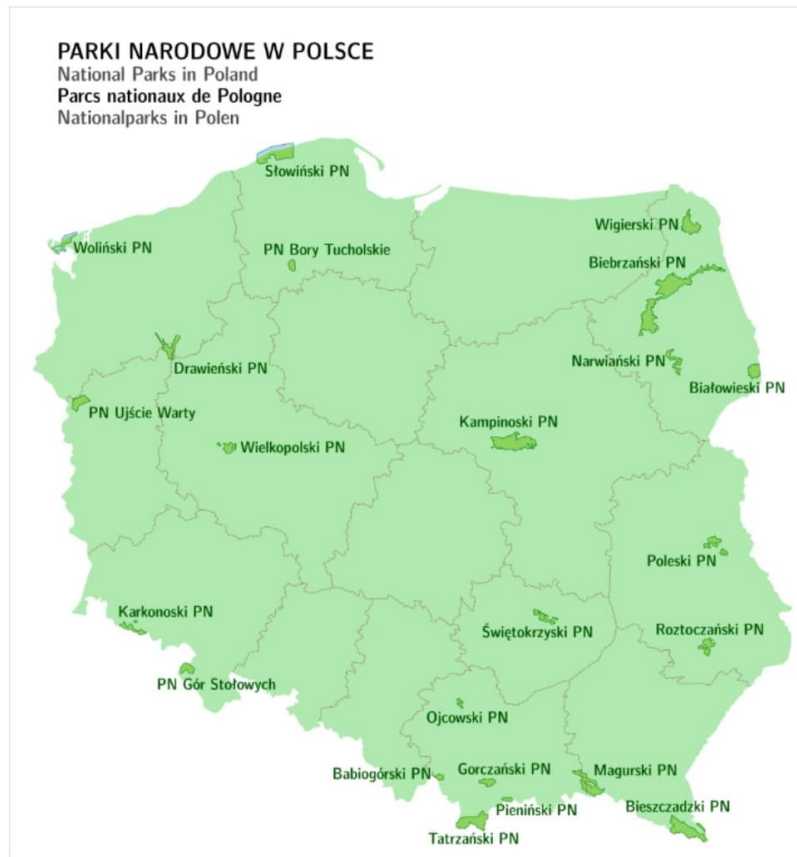 PARKI NARODOWE W POLSCE
National Parks in Poland
Parcs nationaux de Pologne
Nationalparks in Polen
Słowiński PN
Woliński PN
PN Bory Tucholskie
Wigierski PN
Biebrzański PN
Drawieński PN
Narwiański PN
Białowieski PN
PN Ujście Warty
Kampinoski PN
Wielkopolski PN
Poleski PN
Karkonoski PN
Świętokrzyski PN
Roztoczański PN
PN Gór Stołowych
Ojcowski PN
Babiogórski PN
Gorczański PN
Magurski PN
Pieniński PN
Bieszczadzki PN
Tatrzański PN